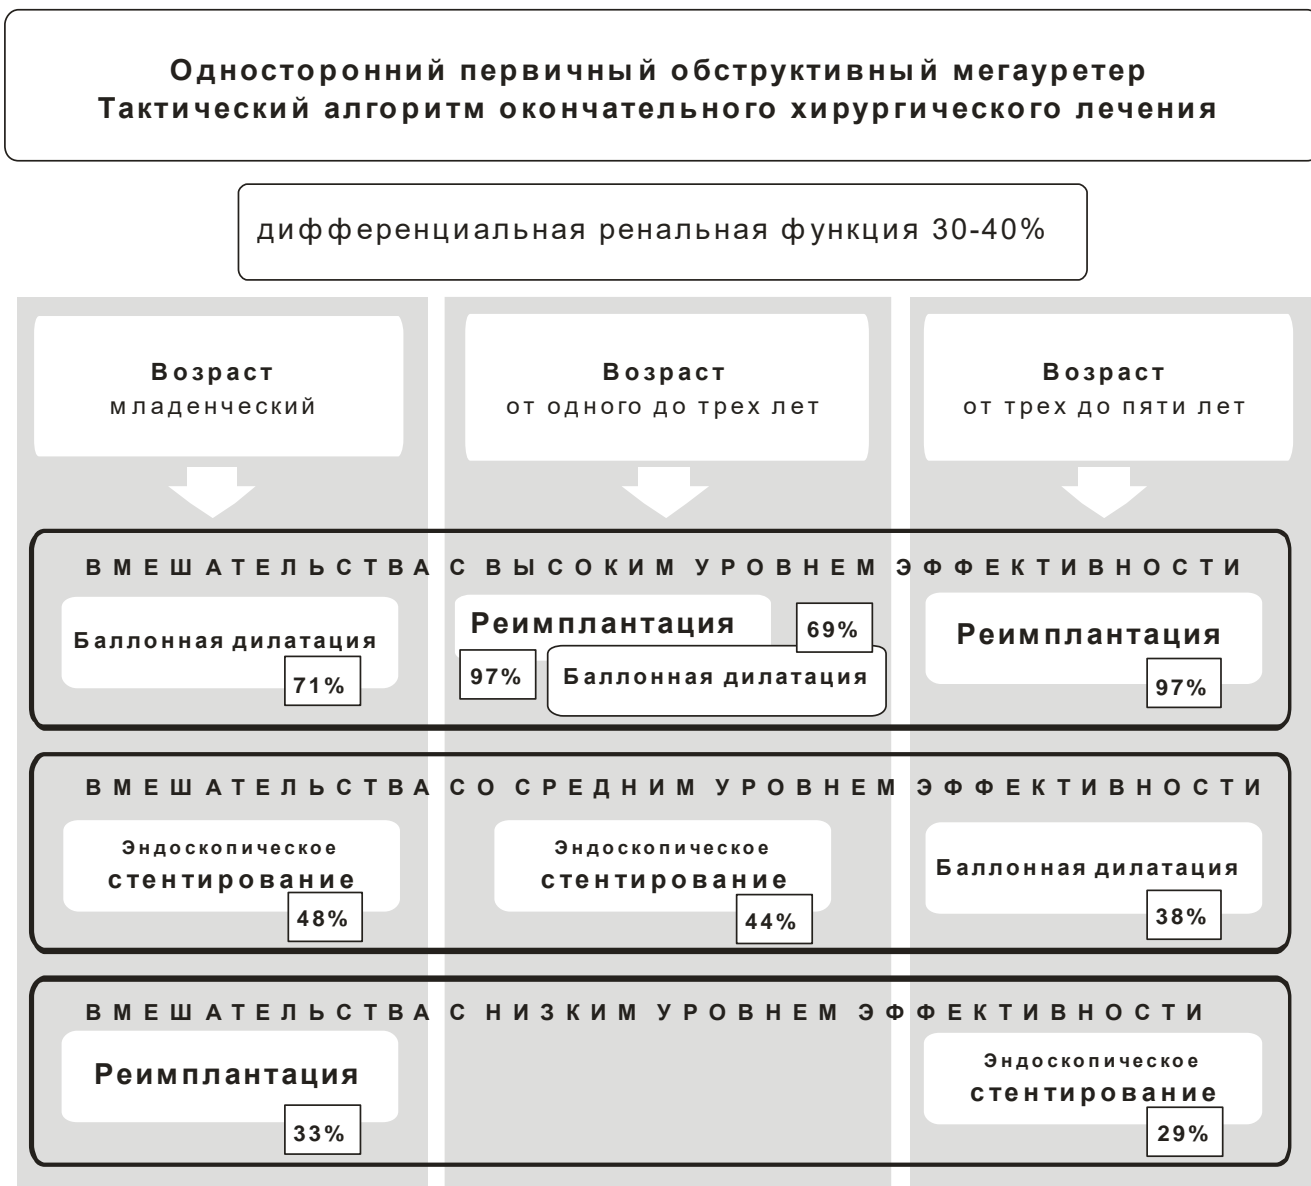 Односторонний первичный обструктивный мегауретер
Тактический алгоритм окончательного хирургического лечения
дифференциальная ренальная функция 30-40%
Возраст
младенческий
Возраст
от одного до трех лет
Возраст
от трех до пяти лет
ВМЕШАТЕЛЬСТВА С ВЫСОКИМ УРОВНЕМ ЭФФЕКТИВНОСТИ
Баллонная дилатация
71%
Реимплантация
97%
69%
Баллонная дилатация
Реимплантация
97%
ВМЕШАТЕЛЬСТВА СО СРЕДНИМ УРОВНЕМ ЭФФЕКТИВНОСТИ
Эндоскопическое
стентирование
48%
Эндоскопическое
стентирование
44%
Баллонная дилатация
38%
ВМЕШАТЕЛЬСТВА С НИЗКИМ УРОВНЕМ ЭФФЕКТИВНОСТИ
Реимплантация
33%
Эндоскопическое
стентирование
29%